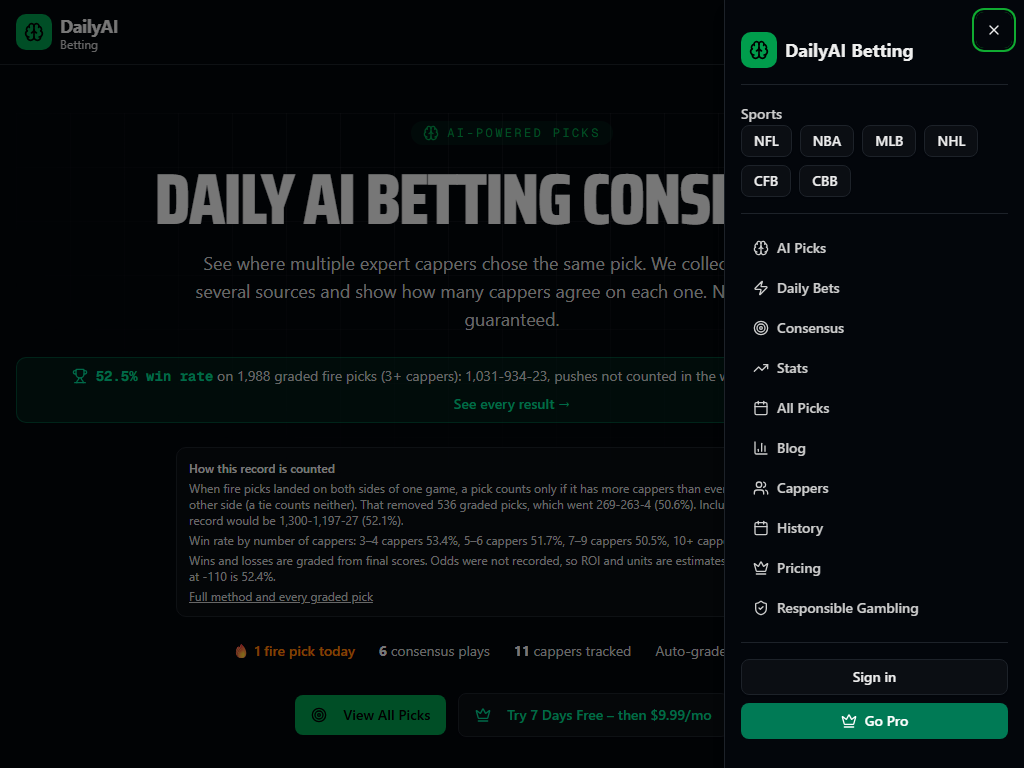 DailyAI
Betting
AI-POWERED PICKS
DAILY AI BETTING
See where multiple expert cappers chose the same pick. We
several sources and show how many cappers agree on each one.
guaranteed.
52.5% win rate on 1,988 graded fire picks (3+ cappers): 1,031-934-23, pushes not counted in the
See every result →
How this record is counted
When fire picks landed on both sides of one game, a pick counts only if it has more cappers than
other side (a tie counts neither). That removed 536 graded picks, which went 269-263-4 (50.6%).
record would be 1,300-1,197-27 (52.1%).
Win rate by number of cappers: 3–4 cappers 53.4%, 5–6 cappers 51.7%, 7–9 cappers 50.5%, 10+
Wins and losses are graded from final scores. Odds were not recorded, so ROI and units are estimates
at -110 is 52.4%.
Full method and every graded pick
1 fire pick today
6 consensus plays
11 cappers tracked
View All Picks
Try 7 Days Free – then $9.99/mo
DailyAI Betting
Sports
NFL NBA MLB NHL
CFB CBB
AI Picks
Daily Bets
Consensus
Stats
All Picks
Blog
Cappers
History
Pricing
Responsible Gambling
Sign in
Go Pro